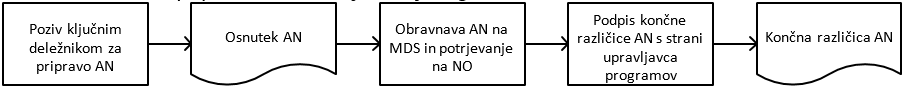 Poziv ključnim
deležnikom za
pripravo AN
Osnutek AN
Obravnava AN na
MDS in potrjevanje
na NO
Podpis končne
različice AN s strani
upravljavca
programov
Končna različica AN